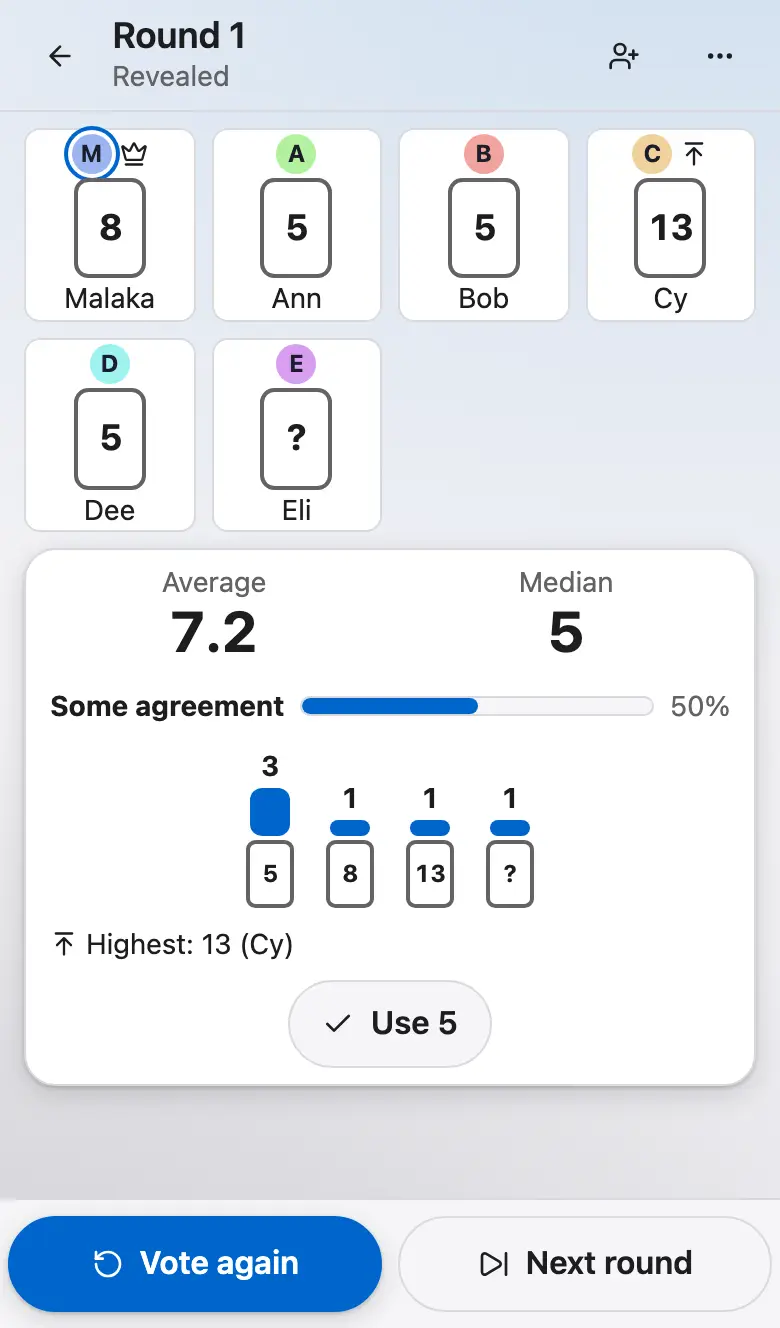 Round 1
Revealed
M A B C
8 5 5 13
Malaka Ann Bob Cy
D E
5 ?
Dee Eli
Average Median
7.2 5
Some agreement 50%
3 1 1 1
5 8 13 ?
Highest: 13 (Cy)
Use 5
Vote again Next round